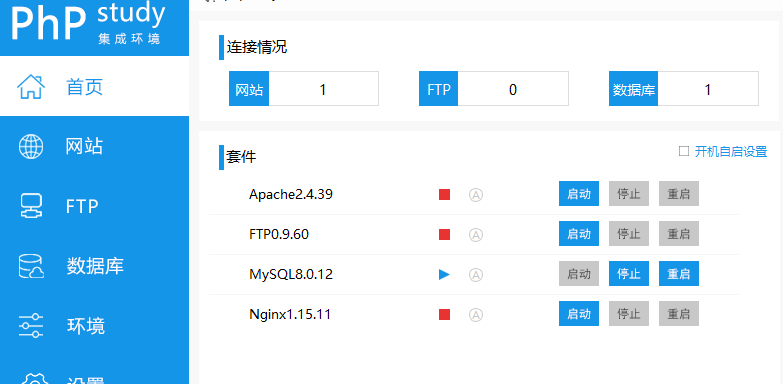 PhP study
集成环境
首页
网站
FTP
数据库
环境
设置
连接情况
网站 1 FTP 0 数据库 1
套件
开机自启设置
Apache2.4.39 A 启动 停止 重启
FTP0.9.60 A 启动 停止 重启
MySQL8.0.12 A 启动 停止 重启
Nginx1.15.11 A 启动 停止 重启